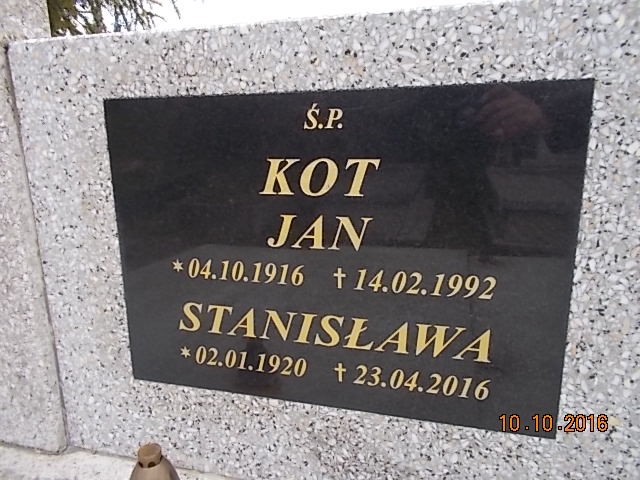 Ś.P.
KOT
JAN
*04.10.1916 †14.02.1992
STANISŁAWA
*02.01.1920 †23.04.2016
10.10.2016